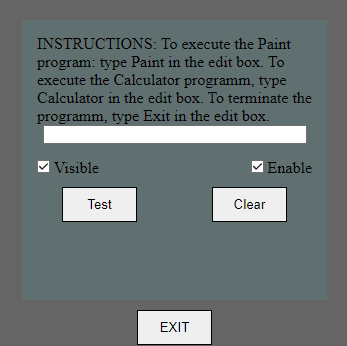 INSTRUCTIONS: To execute the Paint
program: type Paint in the edit box. To
execute the Calculator programm, type
Calculator in the edit box. To terminate the
programm, type Exit in the edit box.
Visible Enable
Test Clear
EXIT